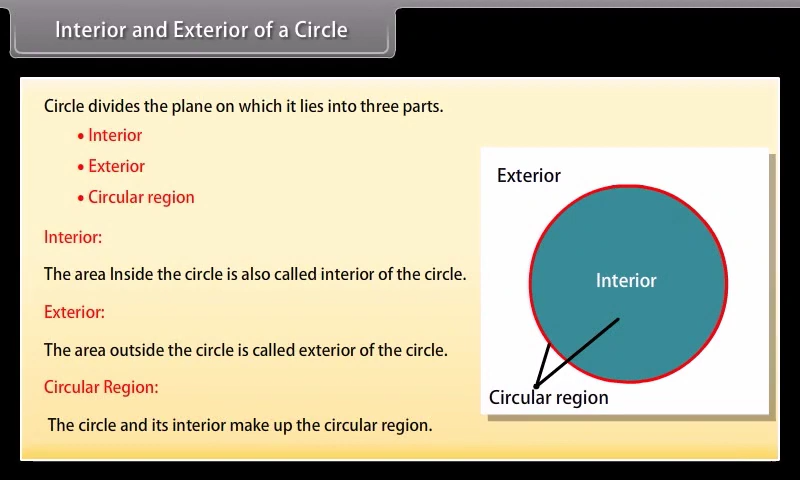 Interior and Exterior of a Circle
Circle divides the plane on which it lies into three parts.
• Interior
• Exterior
• Circular region
Interior:
The area Inside the circle is also called interior of the circle.
Exterior:
The area outside the circle is called exterior of the circle.
Circular Region:
The circle and its interior make up the circular region.
Exterior
Interior
Circular region